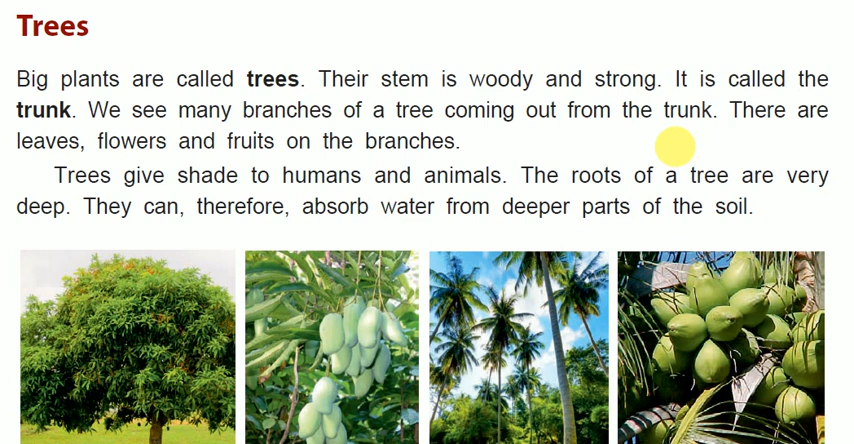 Trees
Big plants are called trees. Their stem is woody and strong. It is called the
trunk. We see many branches of a tree coming out from the trunk. There are
leaves, flowers and fruits on the branches.
Trees give shade to humans and animals. The roots of a tree are very
deep. They can, therefore, absorb water from deeper parts of the soil.